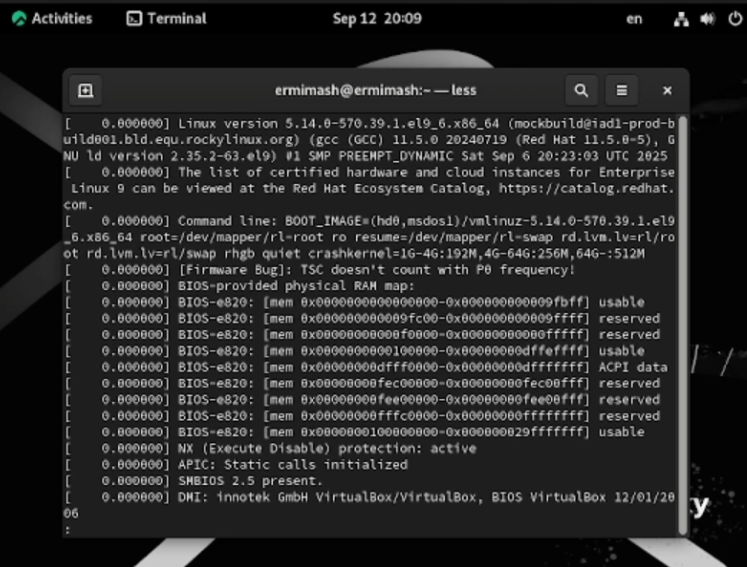 Activities Terminal Sep 12 20:09 en
ermimash@ermimash:~ — less
[    0.000000] Linux version 5.14.0-570.39.1.el9_6.x86_64 (mockbuild@iad1-prod-b
uild001.bld.equ.rockylinux.org) (gcc (GCC) 11.5.0 20240719 (Red Hat 11.5.0-5), G
NU ld version 2.35.2-63.el9) #1 SMP PREEMPT_DYNAMIC Sat Sep 6 20:23:03 UTC 2025
[    0.000000] The list of certified hardware and cloud instances for Enterprise
 Linux 9 can be viewed at the Red Hat Ecosystem Catalog, https://catalog.redhat.
com.
[    0.000000] Command line: BOOT_IMAGE=(hd0,msdos1)/vmlinuz-5.14.0-570.39.1.el9
_6.x86_64 root=/dev/mapper/rl-root ro resume=/dev/mapper/rl-swap rd.lvm.lv=rl/ro
ot rd.lvm.lv=rl/swap rhgb quiet crashkernel=1G-4G:192M,4G-64G:256M,64G-:512M
[    0.000000] [Firmware Bug]: TSC doesn't count with P0 frequency!
[    0.000000] BIOS-provided physical RAM map:
[    0.000000] BIOS-e820: [mem 0x0000000000000000-0x000000000009fbff] usable
[    0.000000] BIOS-e820: [mem 0x000000000009fc00-0x000000000009ffff] reserved
[    0.000000] BIOS-e820: [mem 0x00000000000f0000-0x00000000000fffff] reserved
[    0.000000] BIOS-e820: [mem 0x0000000000100000-0x00000000dffeffff] usable
[    0.000000] BIOS-e820: [mem 0x00000000dfff0000-0x00000000dfffffff] ACPI data
[    0.000000] BIOS-e820: [mem 0x00000000fec00000-0x00000000fec00fff] reserved
[    0.000000] BIOS-e820: [mem 0x00000000fee00000-0x00000000fee00fff] reserved
[    0.000000] BIOS-e820: [mem 0x00000000fffc0000-0x00000000ffffffff] reserved
[    0.000000] BIOS-e820: [mem 0x0000000100000000-0x000000029fffffff] usable
[    0.000000] NX (Execute Disable) protection: active
[    0.000000] APIC: Static calls initialized
[    0.000000] SMBIOS 2.5 present.
[    0.000000] DMI: innotek GmbH VirtualBox/VirtualBox, BIOS VirtualBox 12/01/20
06
:
y